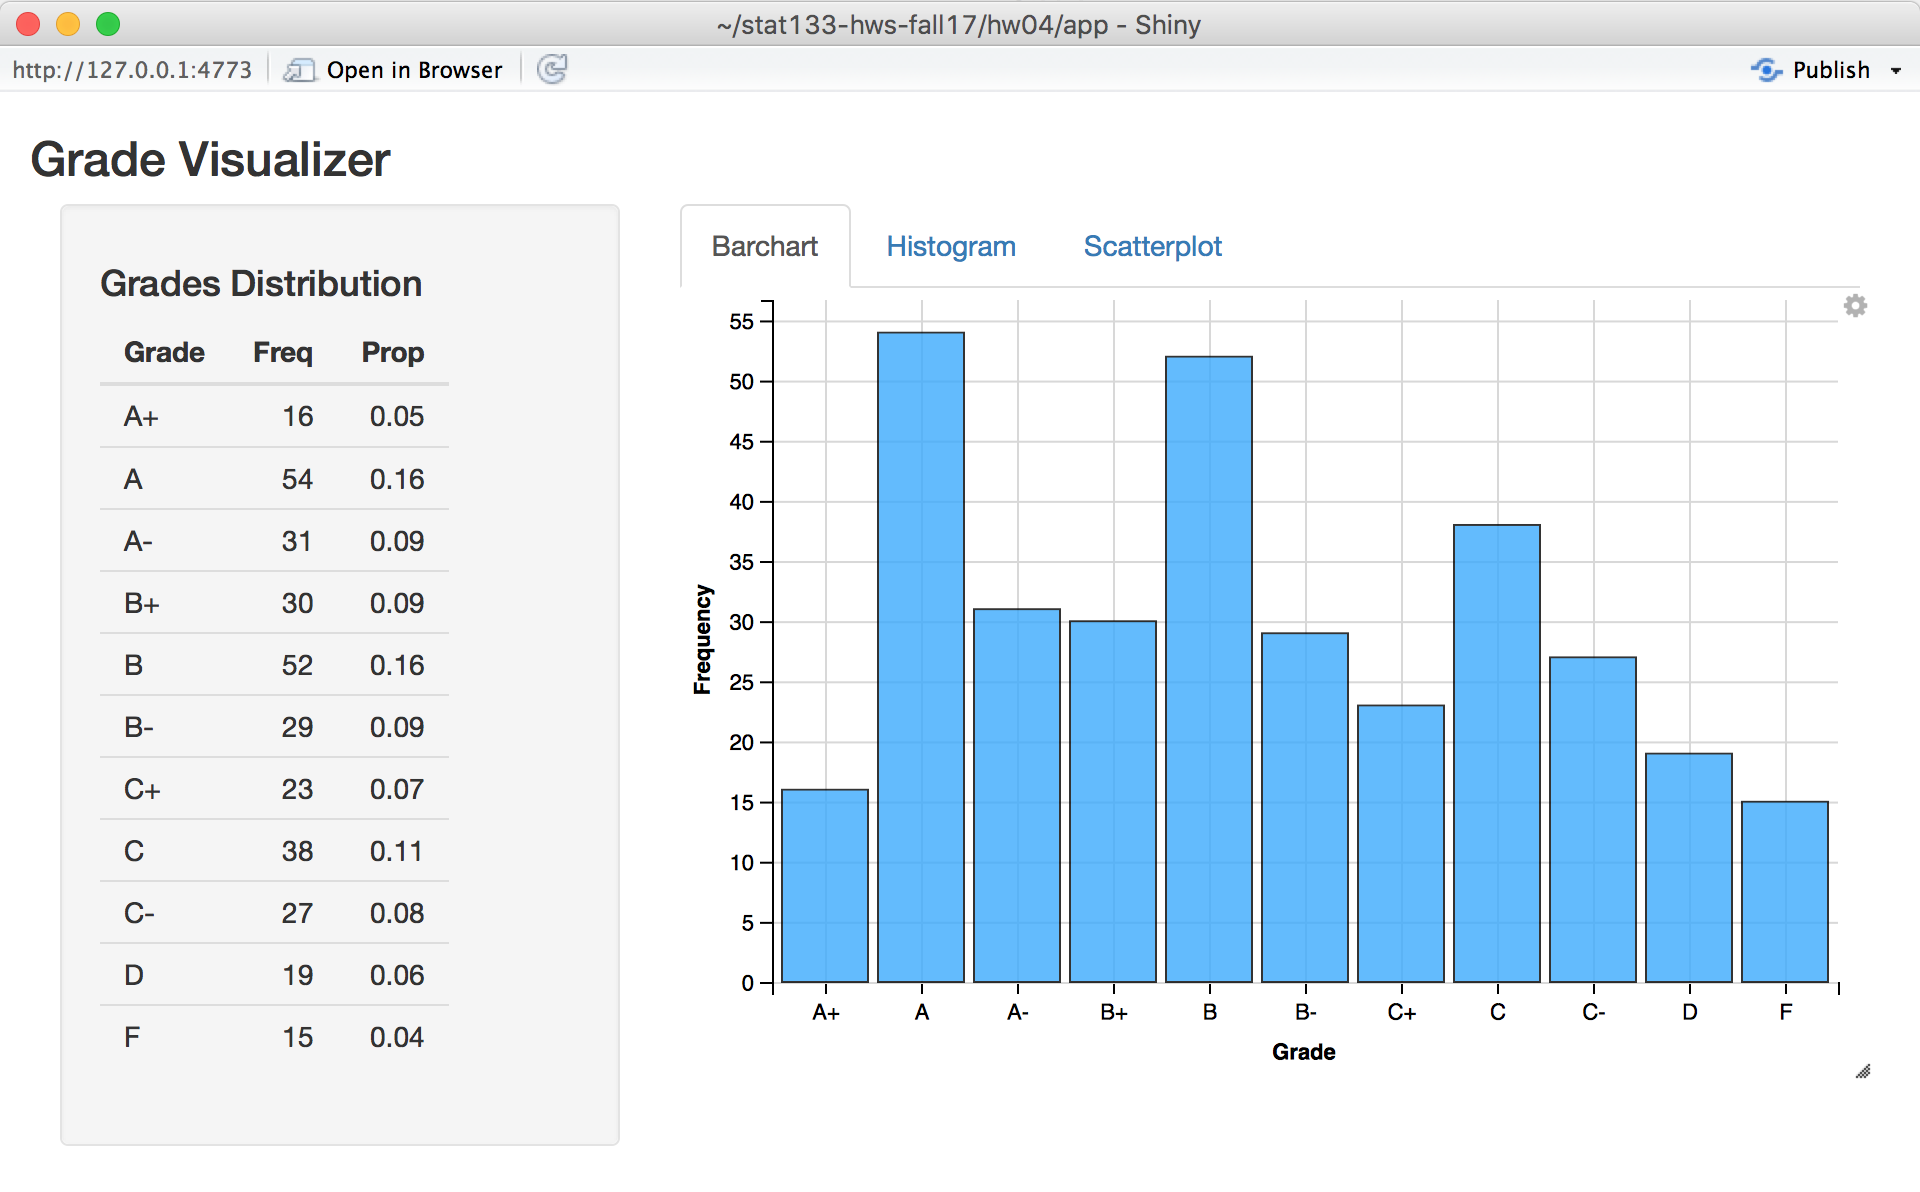 ~/stat133-hws-fall17/hw04/app - Shiny
http://127.0.0.1:4773 Open in Browser Publish
Grade Visualizer
Grades Distribution
Grade Freq Prop
A+ 16 0.05
A 54 0.16
A- 31 0.09
B+ 30 0.09
B 52 0.16
B- 29 0.09
C+ 23 0.07
C 38 0.11
C- 27 0.08
D 19 0.06
F 15 0.04
Barchart Histogram Scatterplot
Frequency
55
50
45
40
35
30
25
20
15
10
5
0
A+ A A- B+ B B- C+ C C- D F
Grade